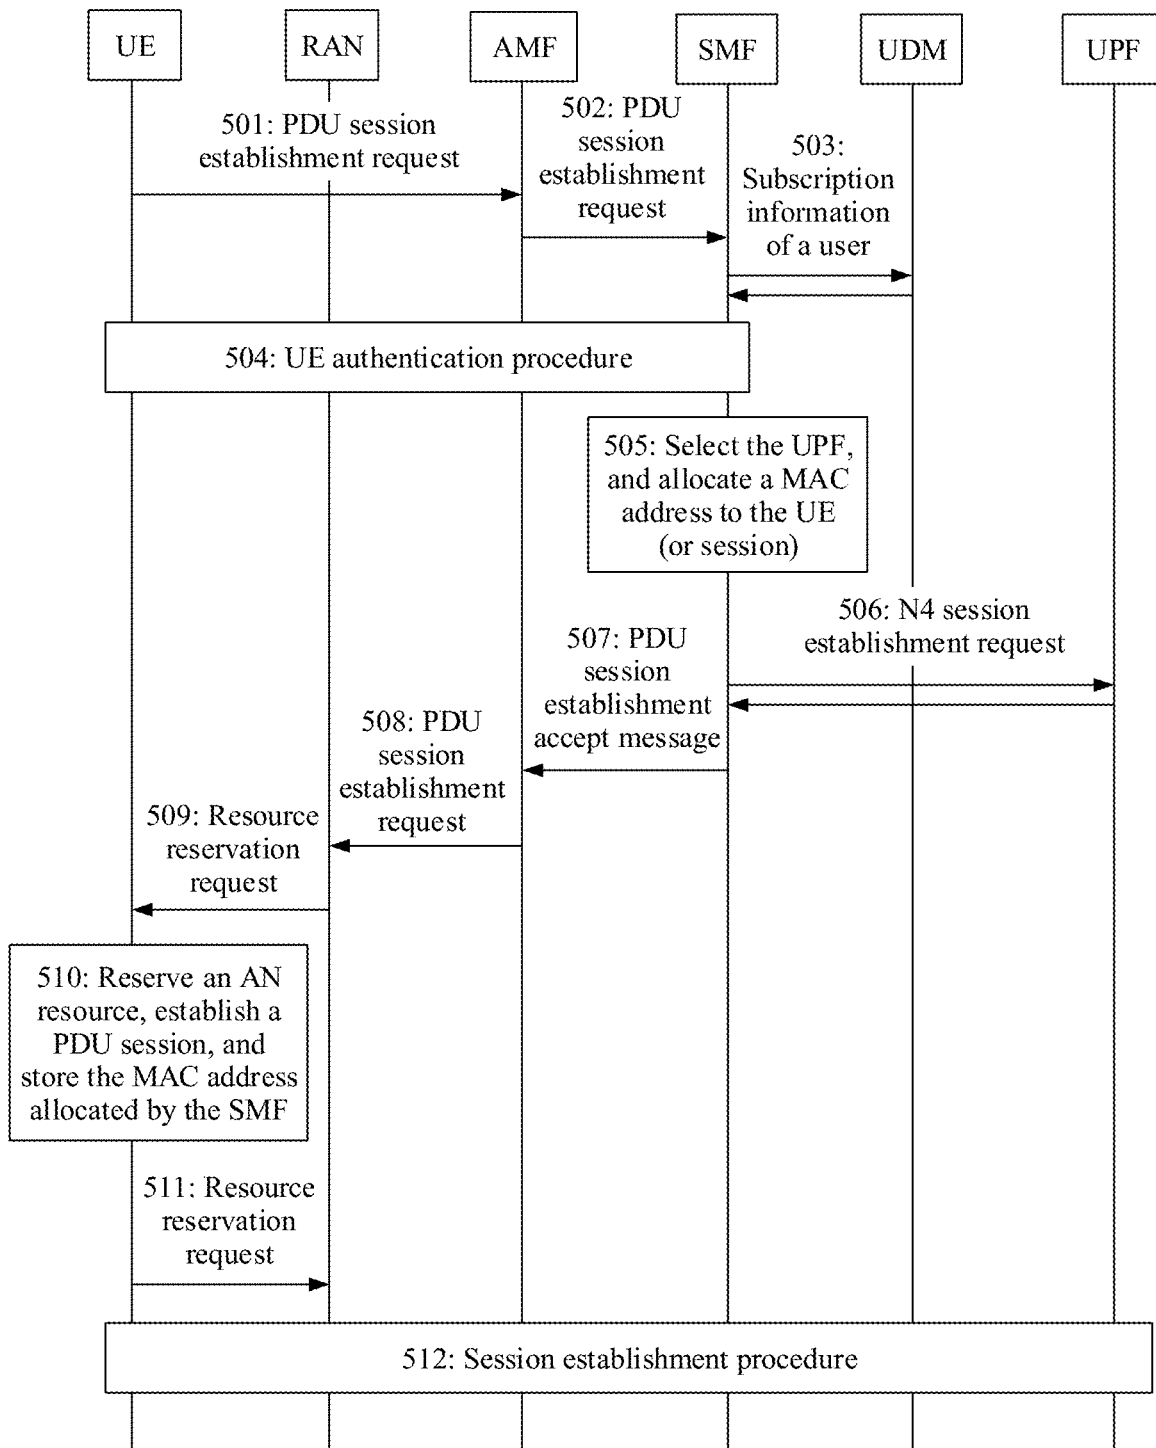 UE
RAN
AMF
SMF
UDM
UPF
501: PDU session
establishment request
502: PDU
session
establishment
request
503:
Subscription
information
of a user
504: UE authentication procedure
505: Select the UPF,
and allocate a MAC
address to the UE
(or session)
506: N4 session
establishment request
507: PDU
session
establishment
accept message
508: PDU
session
establishment
request
509: Resource
reservation
request
510: Reserve an AN
resource, establish a
PDU session, and
store the MAC address
allocated by the SMF
511: Resource
reservation
request
512: Session establishment procedure